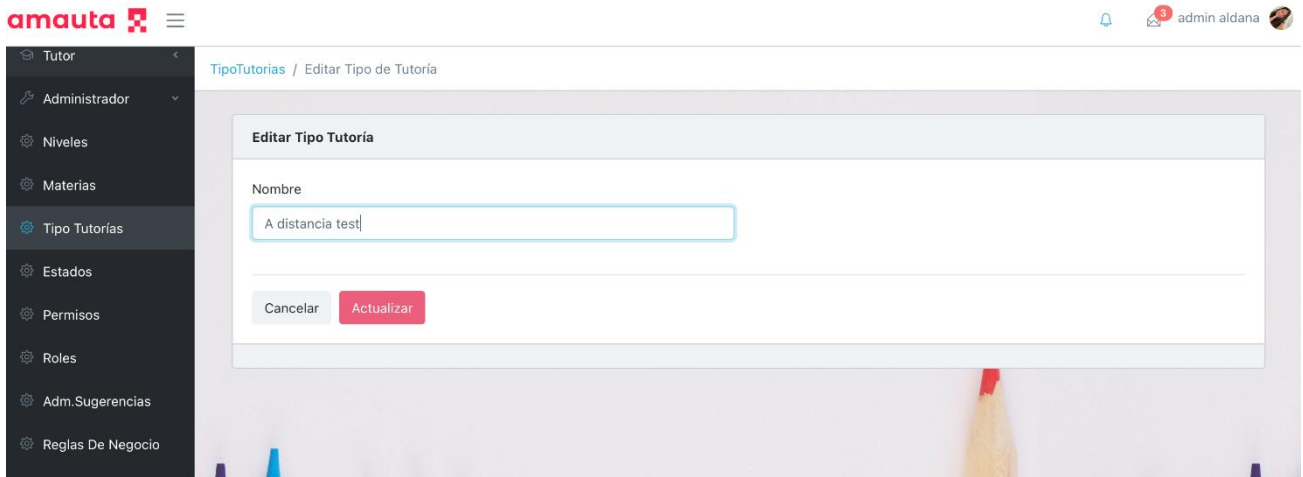 amauta
3
admin aldana
Tutor
TipoTutorias / Editar Tipo de Tutoría
Administrador
Editar Tipo Tutoría
Niveles
Materias
Nombre
Tipo Tutorías
A distancia test
Estados
Permisos
Cancelar
Actualizar
Roles
Adm.Sugerencias
Reglas De Negocio